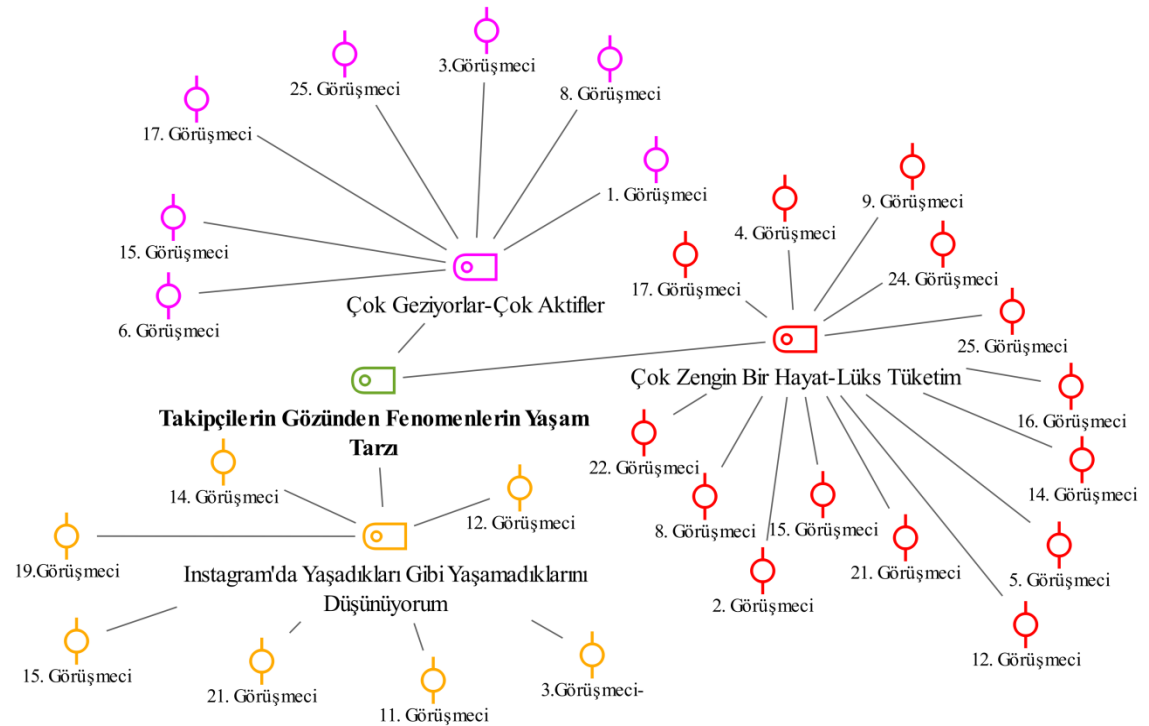 3.Görüşmeci
25. Görüşmeci
8. Görüşmeci
17. Görüşmeci
1. Görüşmeci
15. Görüşmeci
6. Görüşmeci
Çok Geziyorlar-Çok Aktifler
9. Görüşmeci
4. Görüşmeci
24. Görüşmeci
17. Görüşmeci
25. Görüşmeci
Çok Zengin Bir Hayat-Lüks Tüketim
16. Görüşmeci
22. Görüşmeci
14. Görüşmeci
8. Görüşmeci
15. Görüşmeci
21. Görüşmeci
5. Görüşmeci
2. Görüşmeci
12. Görüşmeci
Takipçilerin Gözünden Fenomenlerin Yaşam
Tarzı
14. Görüşmeci
12. Görüşmeci
19.Görüşmeci
Instagram'da Yaşadıkları Gibi Yaşamadıklarını
Düşünüyorum
15. Görüşmeci
21. Görüşmeci
11. Görüşmeci
3.Görüşmeci-